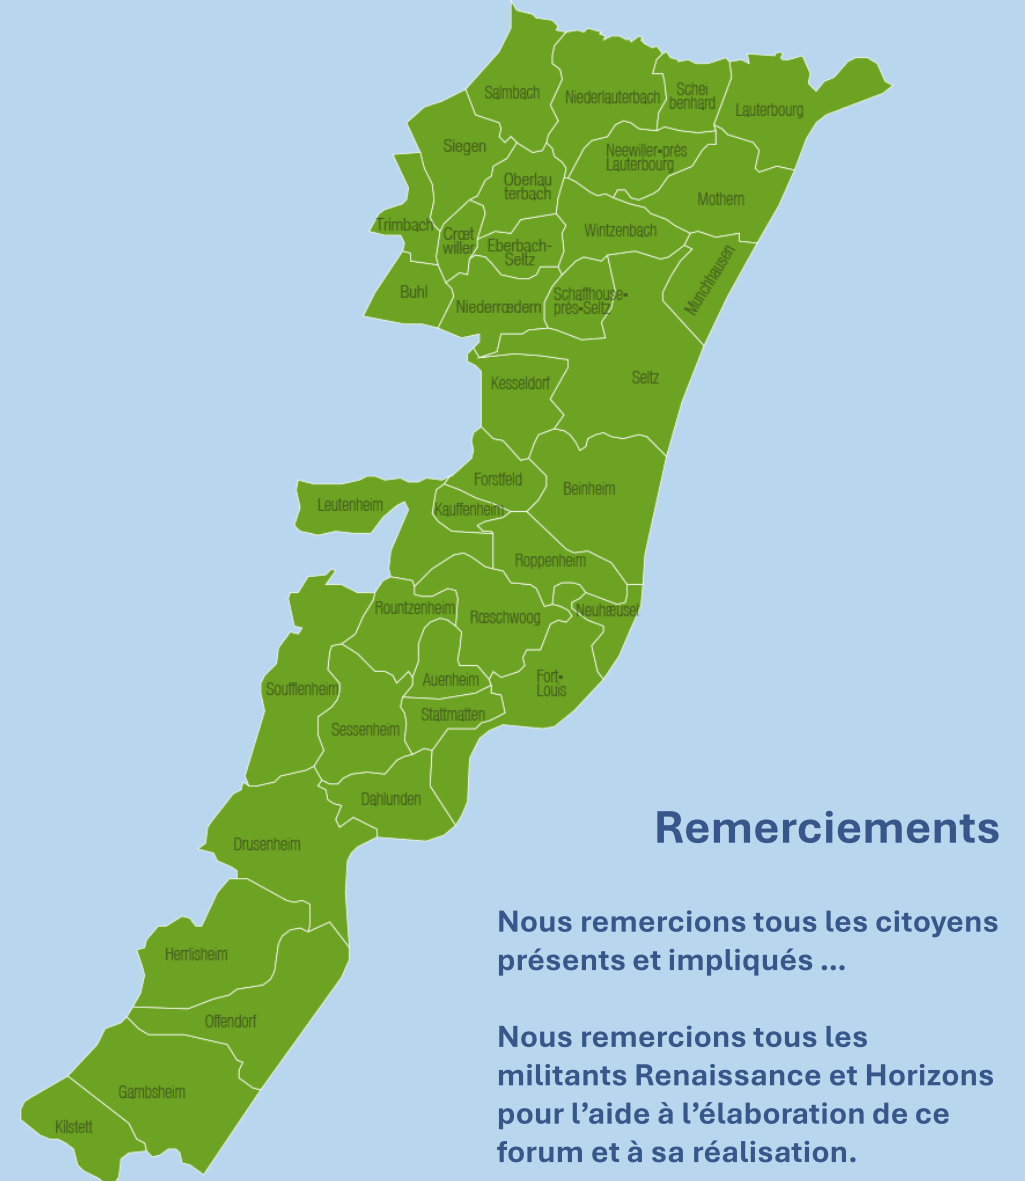 Salmbach
Niederlauterbach
Schei
benhard
Lauterbourg
Siegen
Neewiller-près
Lauterbourg
Oberlau
terbach
Mothern
Trimbach
Crœt
willer
Eberbach-
Seltz
Wintzenbach
Munchhausen
Buhl
Niederrœdern
Schaffhouse-
près-Seltz
Kesseldorf
Seltz
Forstfeld
Beinheim
Leutenheim
Kauffenheim
Roppenheim
Rountzenheim
Rœschwoog
Neuhæusel
Soufflenheim
Auenheim
Fort-
Louis
Stattmatten
Sessenheim
Dahlunden
Drusenheim
Herrlisheim
Offendorf
Gambsheim
Kilstett
Remerciements
Nous remercions tous les citoyens
présents et impliqués ...
Nous remercions tous les
militants Renaissance et Horizons
pour l’aide à l’élaboration de ce
forum et à sa réalisation.